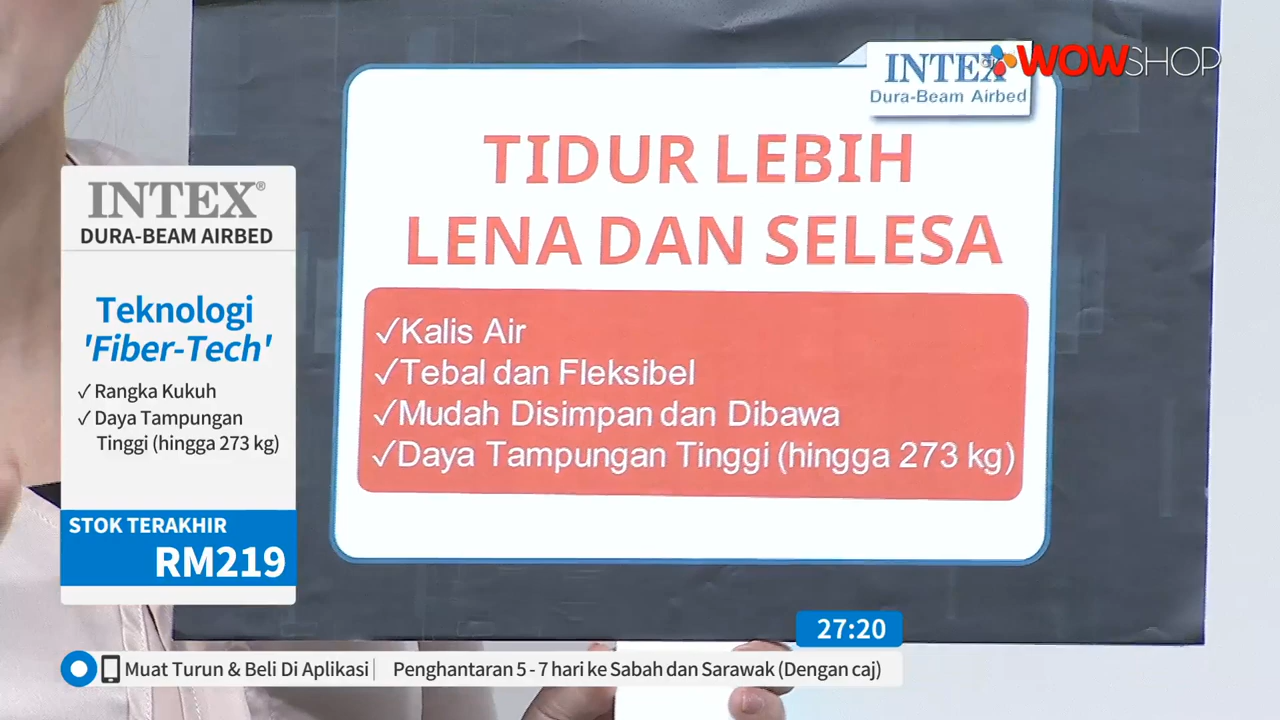 INTEX
Dura-Beam Airbed
WOWSHOP
TIDUR LEBIH
LENA DAN SELESA
✓Kalis Air
✓Tebal dan Fleksibel
✓Mudah Disimpan dan Dibawa
✓Daya Tampungan Tinggi (hingga 273 kg)
INTEX®
DURA-BEAM AIRBED
Teknologi
'Fiber-Tech'
✓ Rangka Kukuh
✓ Daya Tampungan
Tinggi (hingga 273 kg)
STOK TERAKHIR
RM219
27:20
Muat Turun & Beli Di Aplikasi | Penghantaran 5 - 7 hari ke Sabah dan Sarawak (Dengan caj)